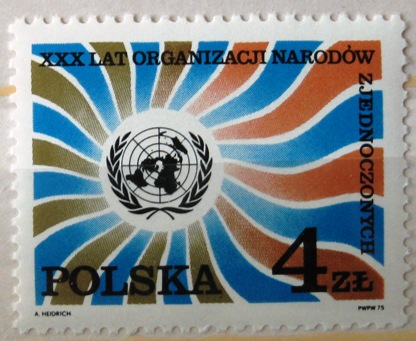 XXX LAT ORGANIZACJI NARODÓW
ZJEDNOCZONYCH
POLSKA 4 ZŁ
A. HEIDRICH PWPW 75